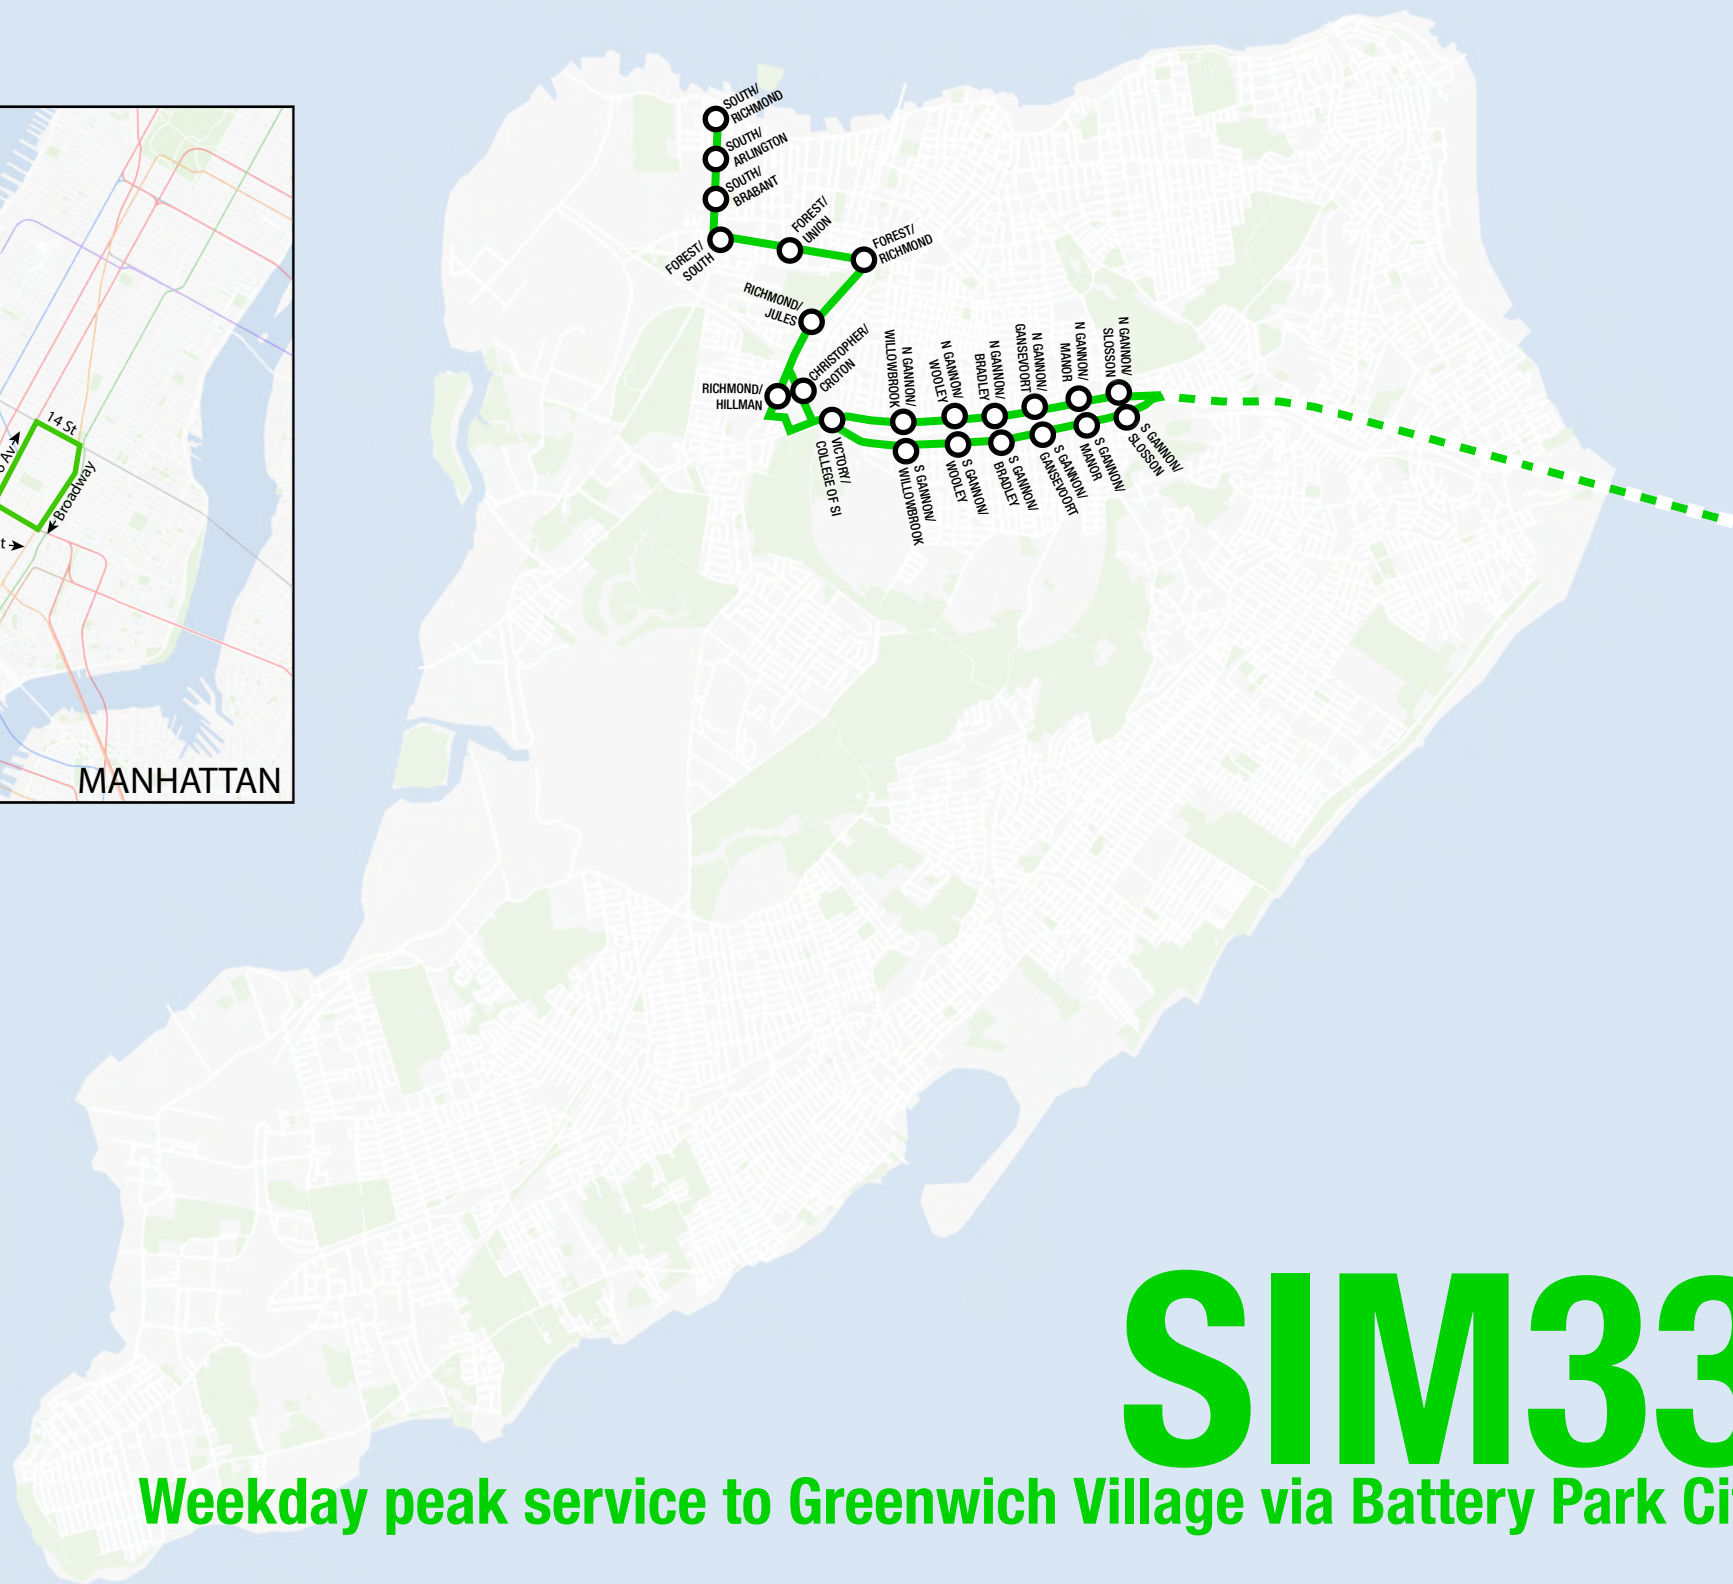 SOUTH/
RICHMOND
SOUTH/
ARLINGTON
SOUTH/
BRABANT
FOREST/
SOUTH
FOREST/
UNION
FOREST/
RICHMOND
RICHMOND/
JULES
CHRISTOPHER/
CROTON
RICHMOND/
HILLMAN
VICTORY/
COLLEGE OF SI
N GANNON/
WILLOWBROOK
N GANNON/
WOOLEY
N GANNON/
BRADLEY
N GANNON/
GANSEVOORT
N GANNON/
MANOR
N GANNON/
SLOSSON
S GANNON/
WILLOWBROOK
S GANNON/
WOOLEY
S GANNON/
BRADLEY
S GANNON/
GANSEVOORT
S GANNON/
MANOR
S GANNON/
SLOSSON
14 St
Av
Broadway
t
MANHATTAN
SIM33
Weekday peak service to Greenwich Village via Battery Park Ci